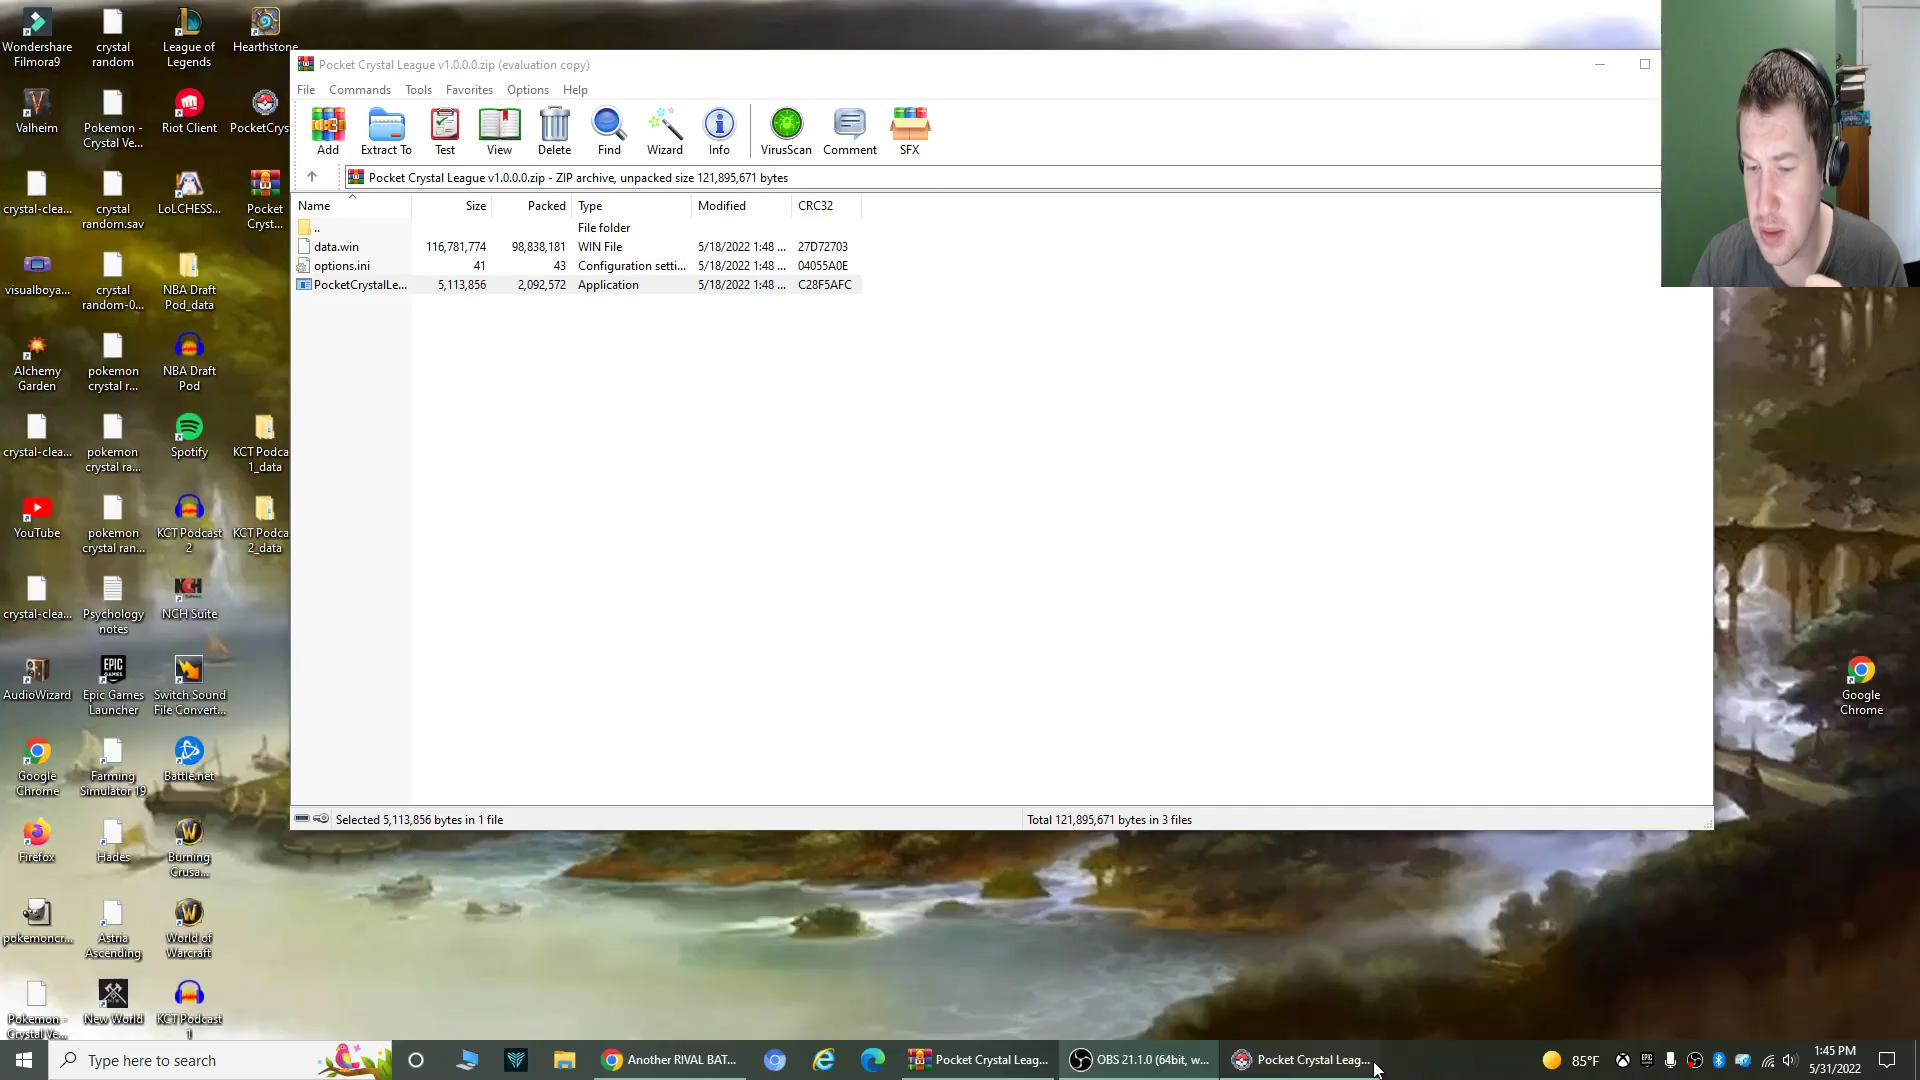 Wondershare
Filmora9
crystal
random
League of
Legends
Hearthstone
Valheim
Pokemon -
Crystal Ve...
Riot Client
PocketCrys
crystal-clea...
crystal
random.sav
LoLCHESS...
Pocket
Cryst...
visualboya...
crystal
random-0...
NBA Draft
Pod_data
Alchemy
Garden
pokemon
crystal r...
NBA Draft
Pod
crystal-clea...
pokemon
crystal ra...
Spotify
KCT Podca
1_data
YouTube
pokemon
crystal ran...
KCT Podcast
2
KCT Podca
2_data
crystal-clea...
Psychology
notes
NCH
NCH Suite
AudioWizard
EPIC
GAMES
Epic Games
Launcher
Switch Sound
File Convert...
Google
Chrome
Farming
Simulator 19
Battle.net
Firefox
Hades
Burning
Crusa...
pokemoncr...
Astria
Ascending
World of
Warcraft
Pokemon -
Crystal Ve...
New World
KCT Podcast
1
Pocket Crystal League v1.0.0.0.zip (evaluation copy)
File Commands Tools Favorites Options Help
Add Extract To Test View Delete Find Wizard Info VirusScan Comment SFX
Pocket Crystal League v1.0.0.0.zip - ZIP archive, unpacked size 121,895,671 bytes
Name Size Packed Type Modified CRC32
.. File folder
data.win 116,781,774 98,838,181 WIN File 5/18/2022 1:48 ... 27D72703
options.ini 41 43 Configuration setti... 5/18/2022 1:48 ... 04055A0E
PocketCrystalLe... 5,113,856 2,092,572 Application 5/18/2022 1:48 ... C28F5AFC
Selected 5,113,856 bytes in 1 file Total 121,895,671 bytes in 3 files
Google
Chrome
Type here to search Another RIVAL BAT... Pocket Crystal Leag... OBS 21.1.0 (64bit, w... Pocket Crystal Leag... 85°F 1:45 PM
5/31/2022